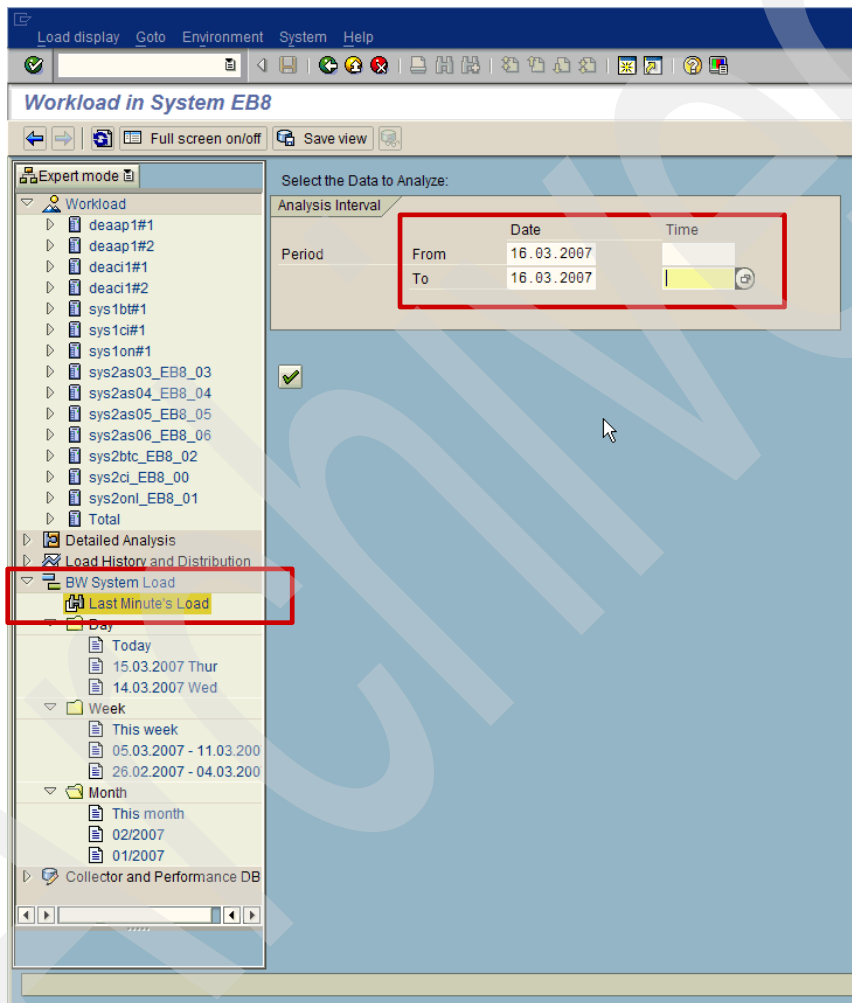 Load display Goto Environment System Help
Workload in System EB8
Full screen on/off Save view
Expert mode
Workload
deaap1#1
deaap1#2
deaci1#1
deaci1#2
sys1bt#1
sys1ci#1
sys1on#1
sys2as03_EB8_03
sys2as04_EB8_04
sys2as05_EB8_05
sys2as06_EB8_06
sys2btc_EB8_02
sys2ci_EB8_00
sys2onl_EB8_01
Total
Detailed Analysis
Load History and Distribution
BW System Load
Last Minute's Load
Day
Today
15.03.2007 Thur
14.03.2007 Wed
Week
This week
05.03.2007 - 11.03.200
26.02.2007 - 04.03.200
Month
This month
02/2007
01/2007
Collector and Performance DB
Select the Data to Analyze:
Analysis Interval
Date Time
Period From 16.03.2007
To 16.03.2007